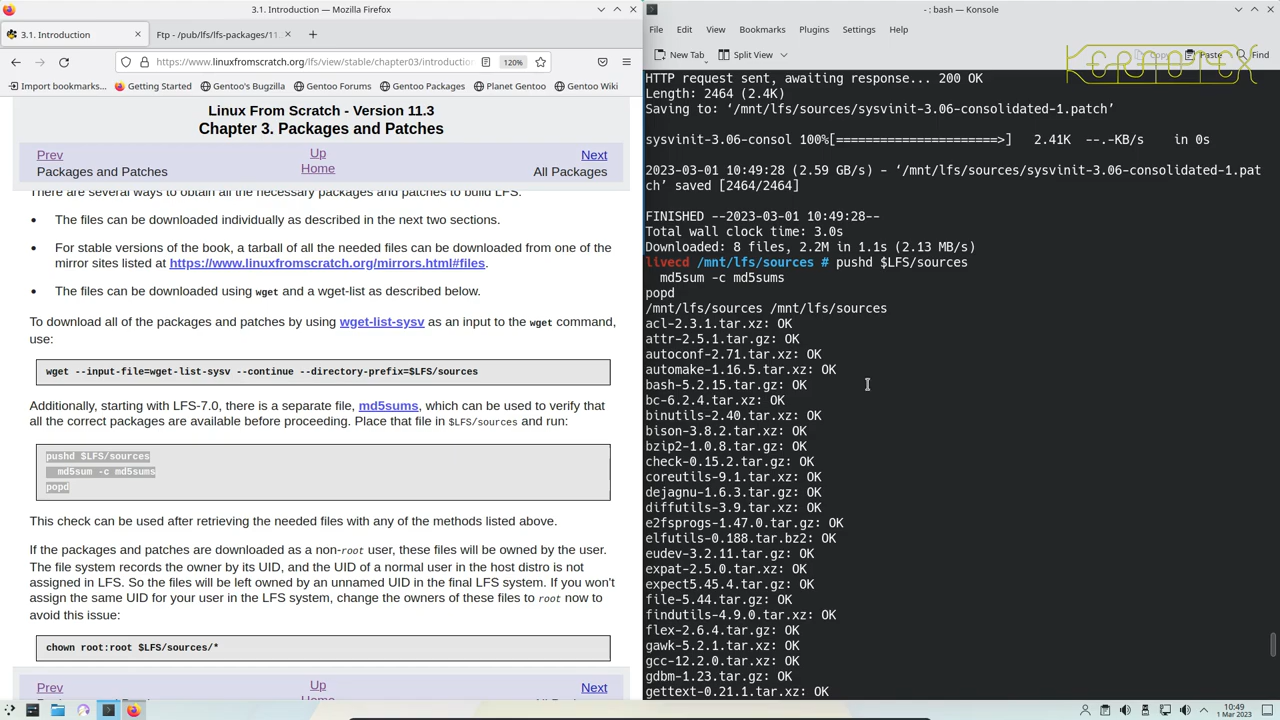 3.1. Introduction — Mozilla Firefox
3.1. Introduction
Ftp - /pub/lfs/lfs-packages/11.
https://www.linuxfromscratch.org/lfs/view/stable/chapter03/introductio
120%
Import bookmarks...
Getting Started
Gentoo's Bugzilla
Gentoo Forums
Gentoo Packages
Planet Gentoo
Gentoo Wiki
Linux From Scratch - Version 11.3
Chapter 3. Packages and Patches
Prev
Up
Next
Packages and Patches
Home
All Packages
There are several ways to obtain all the necessary packages and patches to build LFS.
• The files can be downloaded individually as described in the next two sections.
• For stable versions of the book, a tarball of all the needed files can be downloaded from one of the
mirror sites listed at https://www.linuxfromscratch.org/mirrors.html#files.
• The files can be downloaded using wget and a wget-list as described below.
To download all of the packages and patches by using wget-list-sysv as an input to the wget command,
use:
wget --input-file=wget-list-sysv --continue --directory-prefix=$LFS/sources
Additionally, starting with LFS-7.0, there is a separate file, md5sums, which can be used to verify that
all the correct packages are available before proceeding. Place that file in $LFS/sources and run:
pushd $LFS/sources
md5sum -c md5sums
popd
This check can be used after retrieving the needed files with any of the methods listed above.
If the packages and patches are downloaded as a non-root user, these files will be owned by the user.
The file system records the owner by its UID, and the UID of a normal user in the host distro is not
assigned in LFS. So the files will be left owned by an unnamed UID in the final LFS system. If you won't
assign the same UID for your user in the LFS system, change the owners of these files to root now to
avoid this issue:
chown root:root $LFS/sources/*
Prev
Up
Next
- : bash — Konsole
File Edit View Bookmarks Plugins Settings Help
New Tab
Split View
Copy
Paste
Find
KERNOTEX
HTTP request sent, awaiting response... 200 OK
Length: 2464 (2.4K)
Saving to: ‘/mnt/lfs/sources/sysvinit-3.06-consolidated-1.patch’
sysvinit-3.06-consol 100%[======================>] 2.41K --.-KB/s in 0s
2023-03-01 10:49:28 (2.59 GB/s) - ‘/mnt/lfs/sources/sysvinit-3.06-consolidated-1.pat
ch’ saved [2464/2464]
FINISHED --2023-03-01 10:49:28--
Total wall clock time: 3.0s
Downloaded: 8 files, 2.2M in 1.1s (2.13 MB/s)
livecd /mnt/lfs/sources # pushd $LFS/sources
md5sum -c md5sums
popd
/mnt/lfs/sources /mnt/lfs/sources
acl-2.3.1.tar.xz: OK
attr-2.5.1.tar.gz: OK
autoconf-2.71.tar.xz: OK
automake-1.16.5.tar.xz: OK
bash-5.2.15.tar.gz: OK
bc-6.2.4.tar.xz: OK
binutils-2.40.tar.xz: OK
bison-3.8.2.tar.xz: OK
bzip2-1.0.8.tar.gz: OK
check-0.15.2.tar.gz: OK
coreutils-9.1.tar.xz: OK
dejagnu-1.6.3.tar.gz: OK
diffutils-3.9.tar.xz: OK
e2fsprogs-1.47.0.tar.gz: OK
elfutils-0.188.tar.bz2: OK
eudev-3.2.11.tar.gz: OK
expat-2.5.0.tar.xz: OK
expect5.45.4.tar.gz: OK
file-5.44.tar.gz: OK
findutils-4.9.0.tar.xz: OK
flex-2.6.4.tar.gz: OK
gawk-5.2.1.tar.xz: OK
gcc-12.2.0.tar.xz: OK
gdbm-1.23.tar.gz: OK
gettext-0.21.1.tar.xz: OK
10:49
1 Mar 2023